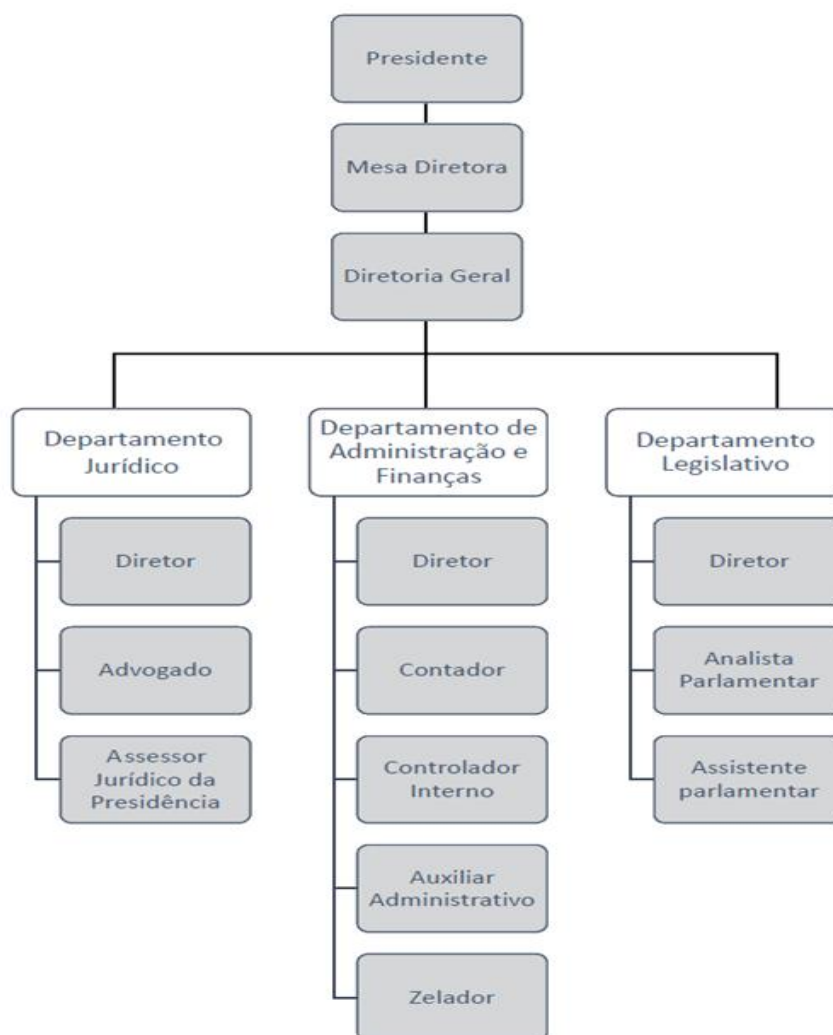 Presidente
Mesa Diretora
Diretoria Geral
Departamento
Jurídico
Diretor
Advogado
Assessor
Jurídico da
Presidência
Departamento de
Administração e
Finanças
Diretor
Contador
Controlador
Interno
Auxiliar
Administrativo
Zelador
Departamento
Legislativo
Diretor
Analista
Parlamentar
Assistente
parlamentar